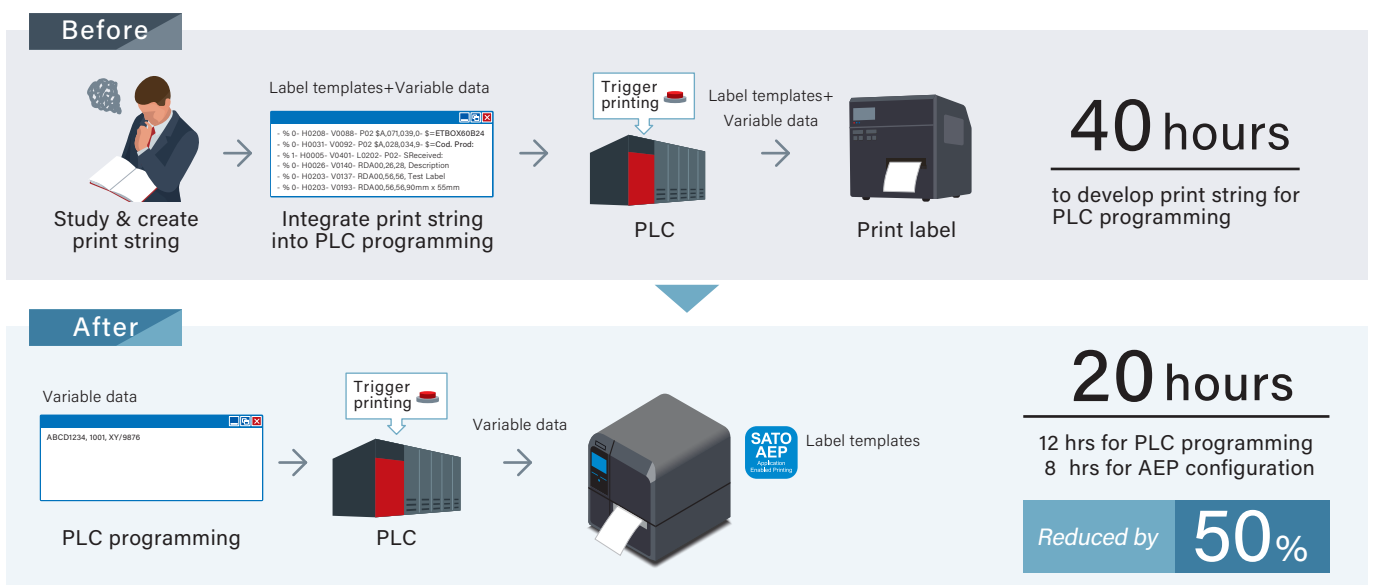 Before
Study & create
print string
Label templates+Variable data
- % 0- H0208- V0088- P02 $A,071,039,0- $=ETBOX60B24
- % 0- H0031- V0092- P02 $A,028,034,9- $=Cod. Prod:
- % 1- H0005- V0401- L0202- P02- SReceived:
- % 0- H0026- V0140- RDA00,26,28, Description
- % 0- H0203- V0137- RDA00,56,56, Test Label
- % 0- H0203- V0193- RDA00,56,56,90mm x 55mm
Integrate print string
into PLC programming
Trigger
printing
PLC
Label templates+
Variable data
Print label
40 hours
to develop print string for
PLC programming
After
Variable data
ABCD1234, 1001, XY/9876
PLC programming
Trigger
printing
PLC
Variable data
SATO
AEP
Application
Enabled Printing
Label templates
20 hours
12 hrs for PLC programming
8 hrs for AEP configuration
Reduced by
50%